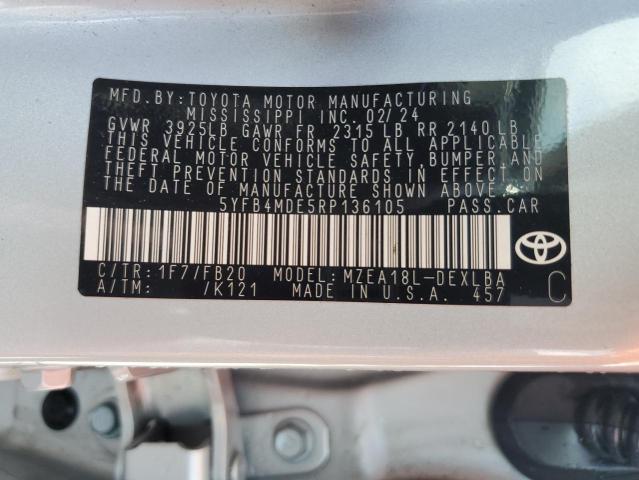 MFD. BY: TOYOTA MOTOR MANUFACTURING
MISSISSIPPI INC. 02/24
GVWR 3925LB GAWR FR 2315 LB RR 2140 LB
THIS VEHICLE CONFORMS TO ALL APPLICABLE
FEDERAL MOTOR VEHICLE SAFETY, BUMPER, AND
THEFT PREVENTION STANDARDS IN EFFECT ON
THE DATE OF MANUFACTURE SHOWN ABOVE.
5YFB4MDE5RP136105 PASS.CAR
C/TR: 1F7/FB20 MODEL: MZEA18L-DEXLBA
A/TM: /K121 MADE IN U.S.A. 457 C